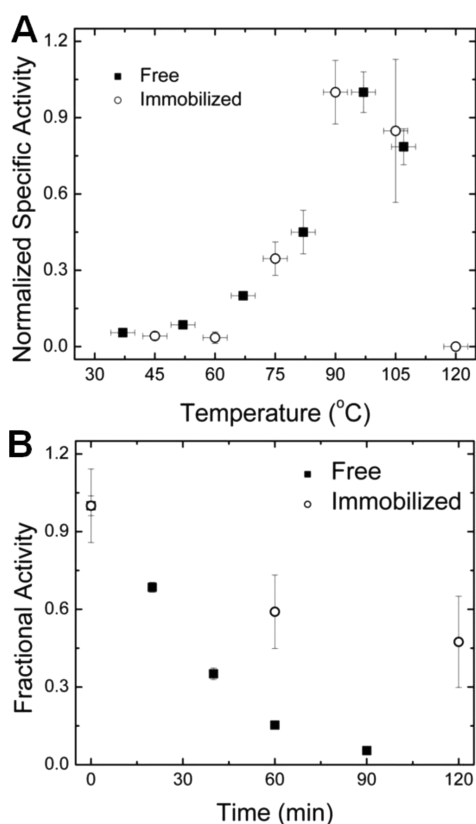 A
Normalized Specific Activity
1.2
0.9
0.6
0.3
0.0
Free
Immobilized
30 45 60 75 90 105 120
Temperature (°C)
B
Fractional Activity
1.2
0.9
0.6
0.3
0.0
Free
Immobilized
0 30 60 90 120
Time (min)